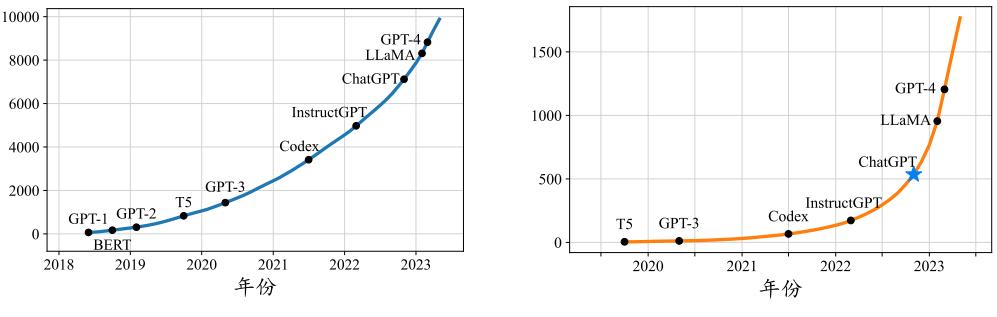 10000
8000
6000
4000
2000
0
GPT-4
LLaMA
ChatGPT
InstructGPT
Codex
GPT-3
T5
GPT-2
GPT-1
BERT
2018 2019 2020 2021 2022 2023
年份
1500
1000
500
0
GPT-4
LLaMA
ChatGPT
InstructGPT
Codex
GPT-3
T5
2020 2021 2022 2023
年份